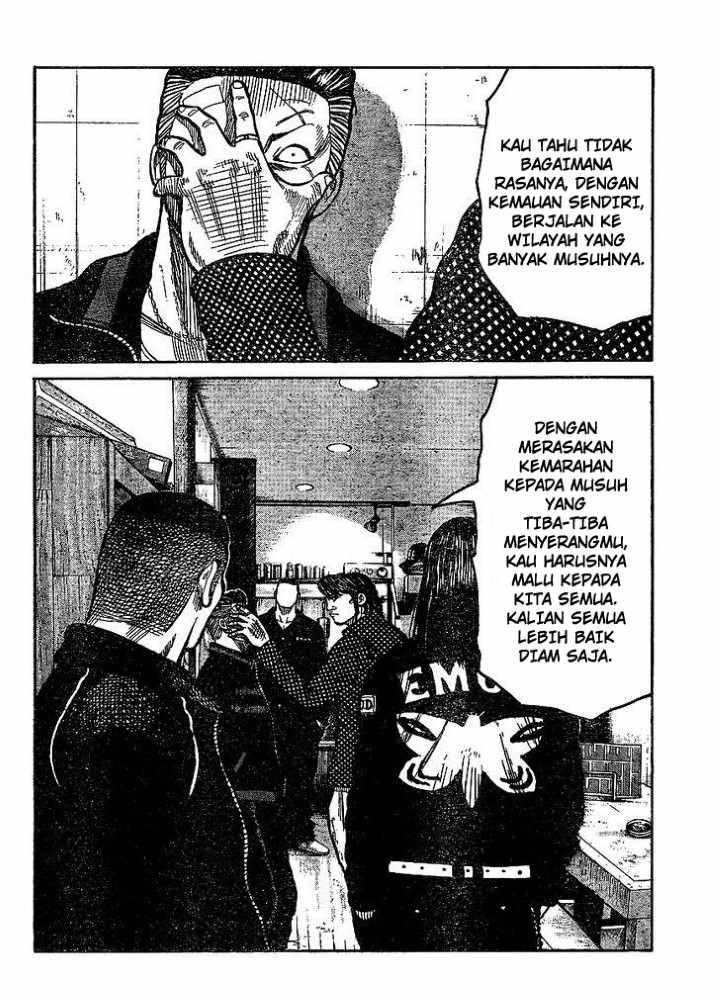 KAU TAHU TIDAK
BAGAIMANA
RASANYA, DENGAN
KEMAUAN SENDIRI,
BERJALAN KE
WILAYAH YANG
BANYAK MUSUHNYA.
DENGAN
MERASAKAN
KEMARAHAN
KEPADA MUSUH
YANG
TIBA-TIBA
MENYERANGMU,
KAU HARUSNYA
MALU KEPADA
KITA SEMUA.
KALIAN SEMUA
LEBIH BAIK
DIAM SAJA.